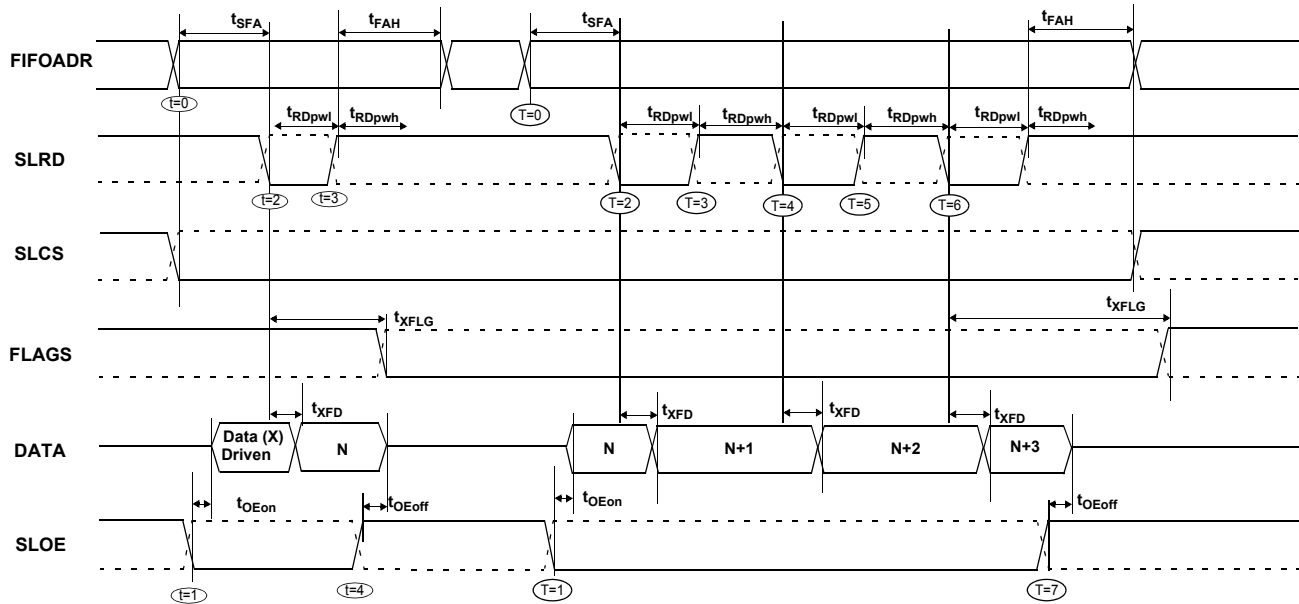 tSFA tFAH tSFA tFAH
FIFOADR
t=0 T=0
tRDpwl tRDpwh tRDpwl tRDpwh tRDpwl tRDpwh tRDpwl tRDpwh
SLRD
t=2 t=3 T=2 T=3 T=4 T=5 T=6
SLCS
tXFLG tXFLG
FLAGS
tXFD tXFD tXFD tXFD
DATA
Data (X)
Driven
N N N+1 N+2 N+3
tOEon tOEoff tOEon tOEoff
SLOE
t=1 t=4 T=1 T=7